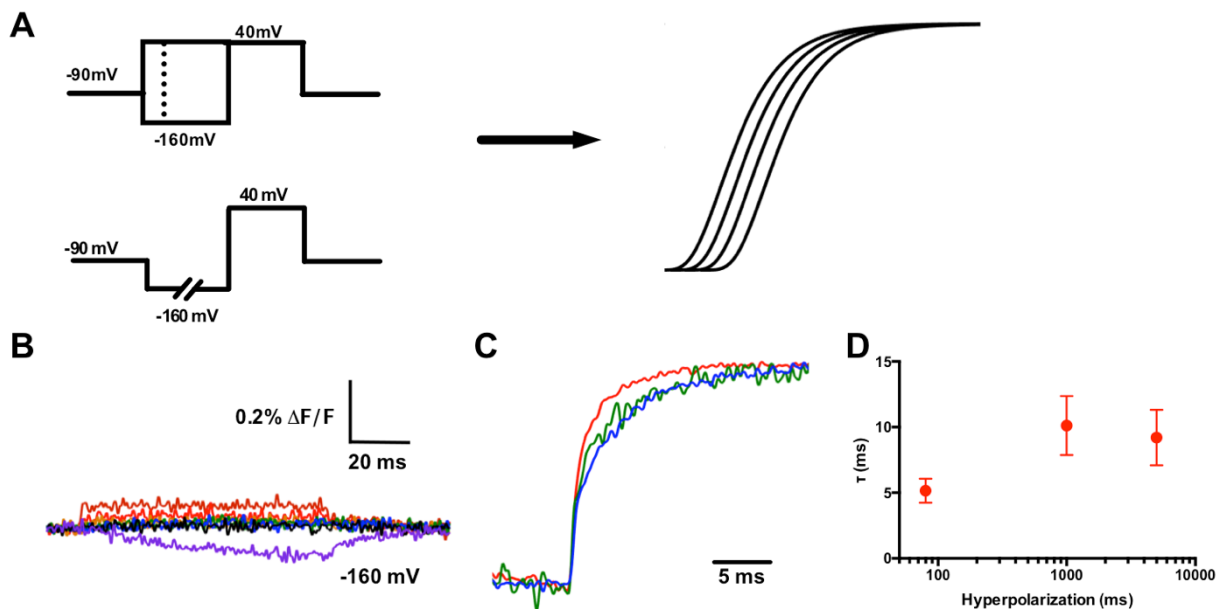 A
40mV
-90mV
-160mV
40 mV
-90 mV
-160 mV
B
0.2% ΔF/F
20 ms
-160 mV
C
5 ms
D
15
10
5
0
τ (ms)
100
1000
10000
Hyperpolarization (ms)